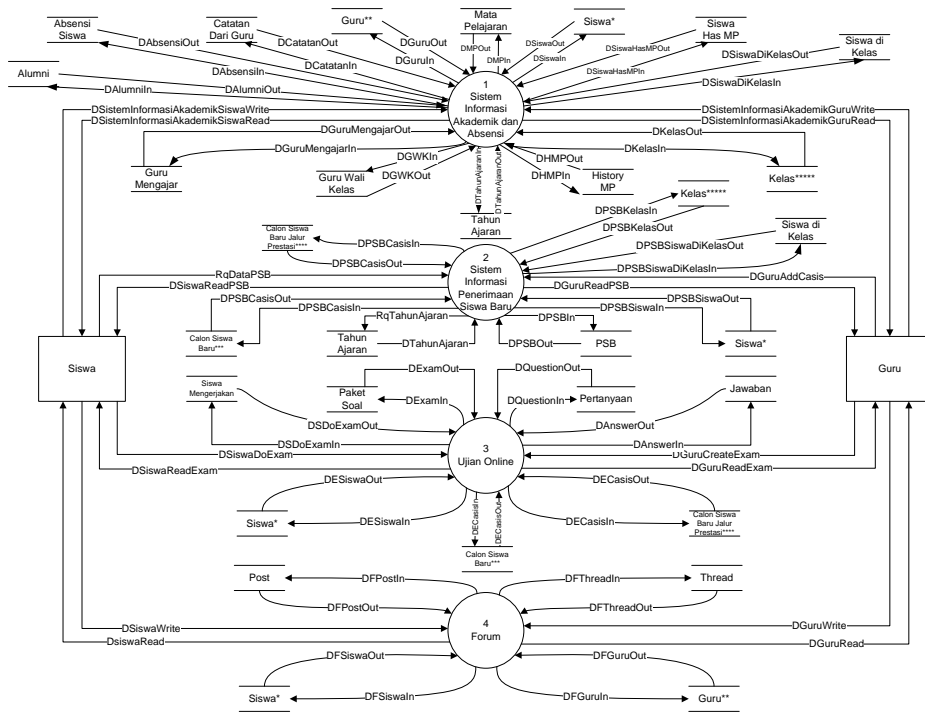 Absensi
Siswa
Catatan
Dari Guru
Guru**
Mata
Pelajaran
Siswa*
Siswa
Has MP
Siswa di
Kelas
Alumni
DAbsensiOut
DAbsensiIn
DCatatanOut
DCatatanIn
DGuruOut
DGuruIn
DMPOut
DMPIn
DSiswaOut
DSiswaIn
DSiswaHasMPOut
DSiswaHasMPIn
DSiswaDiKelasOut
DSiswaDiKelasIn
DAlumniOut
DAlumniIn
1
Sistem
Informasi
Akademik dan
Absensi
DSistemInformasiAkademikSiswaWrite
DSistemInformasiAkademikSiswaRead
DSistemInformasiAkademikGuruWrite
DSistemInformasiAkademikGuruRead
DGuruMengajarOut
DGuruMengajarIn
Guru
Mengajar
DGWKIn
DGWKOut
Guru Wali
Kelas
DTahunAjaranIn
DTahunAjaranOut
Tahun
Ajaran
DHMPOut
DHMPIn
History
MP
DKelasOut
DKelasIn
Kelas*****
Calon Siswa
Baru Jalur
Prestasi****
DPSBCasisIn
DPSBCasisOut
DPSBKelasIn
DPSBKelasOut
Kelas*****
DPSBSiswaDiKelasOut
DPSBSiswaDiKelasIn
Siswa di
Kelas
2
Sistem
Informasi
Penerimaan
Siswa Baru
RqDataPSB
DSiswaReadPSB
DGuruAddCasis
DGuruReadPSB
DPSBCasisOut
DPSBCasisIn
Calon Siswa
Baru***
RqTahunAjaran
DTahunAjaran
Tahun
Ajaran
DPSBIn
DPSBOut
PSB
DPSBSiswaOut
DPSBSiswaIn
Siswa*
Siswa
Guru
Siswa
Mengerjakan
DSDoExamOut
DSDoExamIn
Paket
Soal
DExamOut
DExamIn
DQuestionOut
DQuestionIn
Pertanyaan
Jawaban
DAnswerOut
DAnswerIn
3
Ujian Online
DSiswaDoExam
DSiswaReadExam
DGuruCreateExam
DGuruReadExam
DESiswaOut
DESiswaIn
Siswa*
DECasisIn
DECasisOut
Calon Siswa
Baru***
DECasisOut
DECasisIn
Calon Siswa
Baru Jalur
Prestasi****
Post
DFPostIn
DFPostOut
DFThreadIn
DFThreadOut
Thread
4
Forum
DSiswaWrite
DsiswaRead
DGuruWrite
DGuruRead
DFSiswaOut
DFSiswaIn
Siswa*
DFGuruOut
DFGuruIn
Guru**